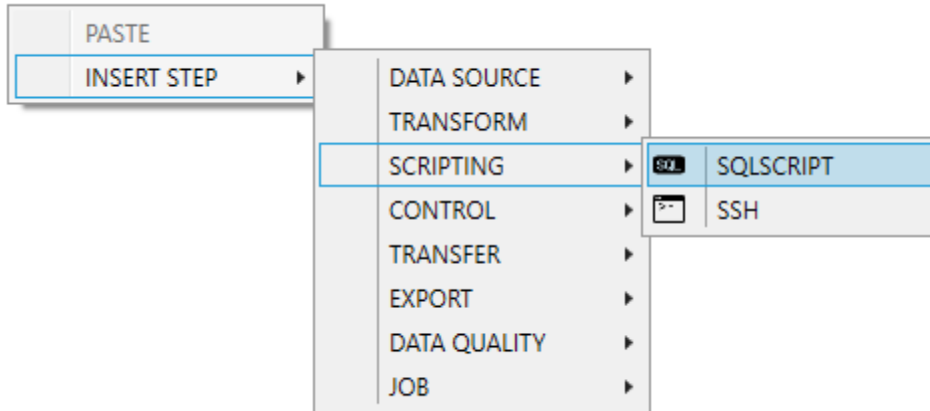 PASTE
INSERT STEP
DATA SOURCE
TRANSFORM
SCRIPTING
SQL SQLSCRIPT
CONTROL
SSH
TRANSFER
EXPORT
DATA QUALITY
JOB